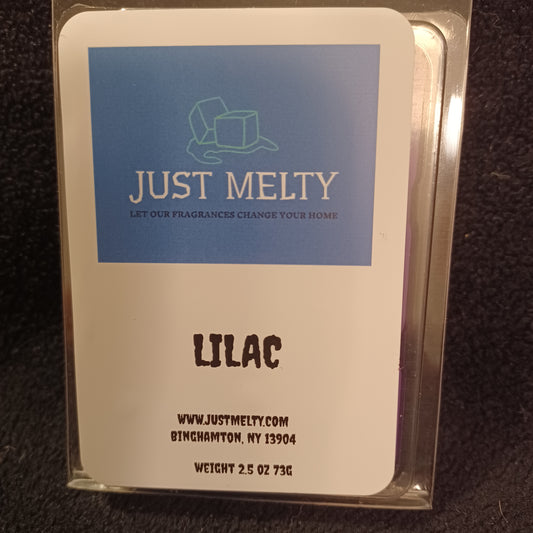 JUST MELTY
LET OUR FRAGRANCES CHANGE YOUR HOME
LILAC
WWW.JUSTMELTY.COM
BINGHAMTON, NY 13904
WEIGHT 2.5 OZ 73G